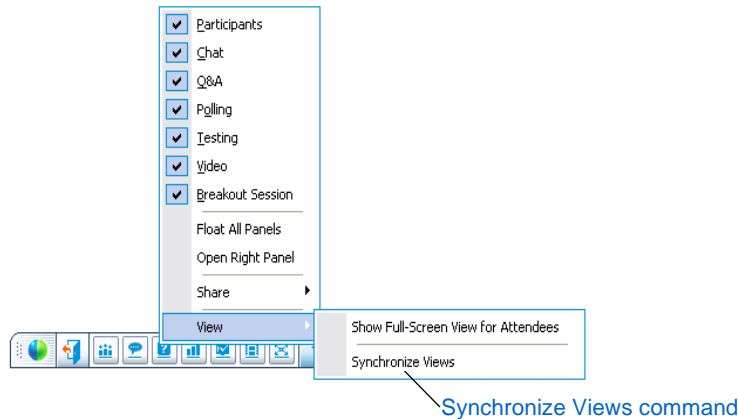 Participants
Chat
Q&A
Polling
Testing
Video
Breakout Session
Float All Panels
Open Right Panel
Share
View
Show Full-Screen View for Attendees
Synchronize Views
Synchronize Views command